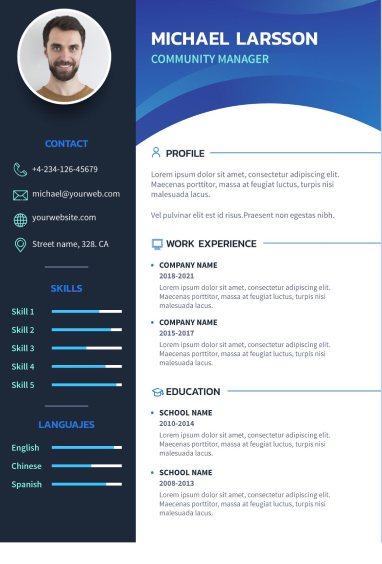 MICHAEL LARSSON
COMMUNITY MANAGER
CONTACT
+4-234-126-45679
michael@yourweb.com
yourwebsite.com
Street name, 328. CA
SKILLS
Skill 1
Skill 2
Skill 3
Skill 4
Skill 5
LANGUAJES
English
Chinese
Spanish
PROFILE
Lorem ipsum dolor sit amet, consectetur adipiscing elit.
Maecenas porttitor, massa at feugiat luctus, turpis nisi
malesuada lacus.
Vel pulvinar elit est id risus.Praesent non egestas nibh.
WORK EXPERIENCE
COMPANY NAME
2018-2021
Lorem ipsum dolor sit amet, consectetur adipiscing elit.
Maecenas porttitor, massa at feugiat luctus, turpis nisi
malesuada lacus.
COMPANY NAME
2015-2017
Lorem ipsum dolor sit amet, consectetur adipiscing elit.
Maecenas porttitor, massa at feugiat luctus, turpis nisi
malesuada lacus.
EDUCATION
SCHOOL NAME
2010-2014
Lorem ipsum dolor sit amet, consectetur adipiscing elit.
Maecenas porttitor, massa at feugiat luctus, turpis nisi
malesuada lacus.
SCHOOL NAME
2008-2013
Lorem ipsum dolor sit amet, consectetur adipiscing elit.
Maecenas porttitor, massa at feugiat luctus, turpis nisi
malesuada lacus.